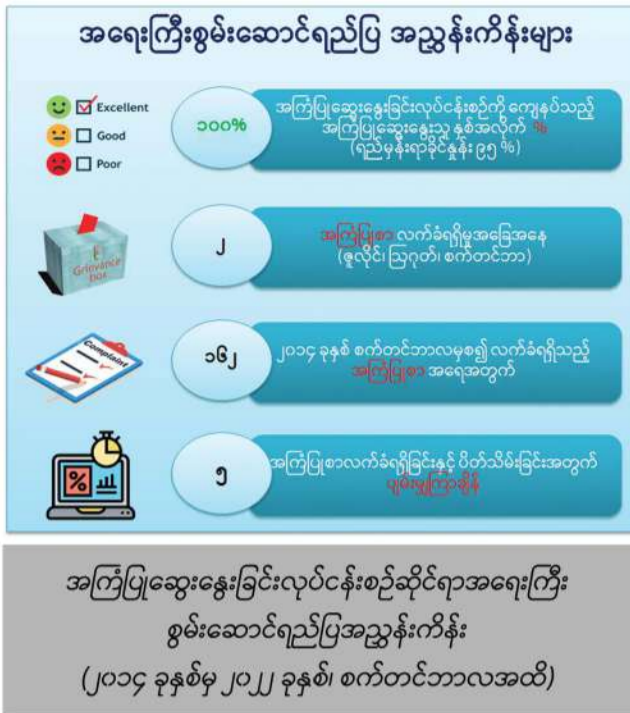 အရေးကြီးစွမ်းဆောင်ရည်ပြ အညွှန်းကိန်းများ
Excellent
Good
Poor
၁၀၀%
အကြံပြုဆွေးနွေးခြင်းလုပ်ငန်းစဉ်ကို ကျေနပ်သည့်
အကြံပြုဆွေးနွေးသူ နှစ်အလိုက် %
(ရည်မှန်းရာခိုင်နှုန်း ၉၅ %)
Grinvance
box
၂
အကြံပြုစာ လက်ခံရရှိမှုအခြေအနေ
(ဇူလိုင်၊ ဩဂုတ်၊ စက်တင်ဘာ)
Complaint
၁၆၂
၂၀၁၄ ခုနှစ် စက်တင်ဘာလမှစ၍ လက်ခံရရှိသည့်
အကြံပြုစာ အရေအတွက်
%
၅
အကြံပြုစာလက်ခံရရှိခြင်းနှင့် ပိတ်သိမ်းခြင်းအတွက်
ပျမ်းမျှကြာချိန်
အကြံပြုဆွေးနွေးခြင်းလုပ်ငန်းစဉ်ဆိုင်ရာအရေးကြီး
စွမ်းဆောင်ရည်ပြအညွှန်းကိန်း
(၂၀၁၄ ခုနှစ်မှ ၂၀၂၂ ခုနှစ်၊ စက်တင်ဘာလအထိ)